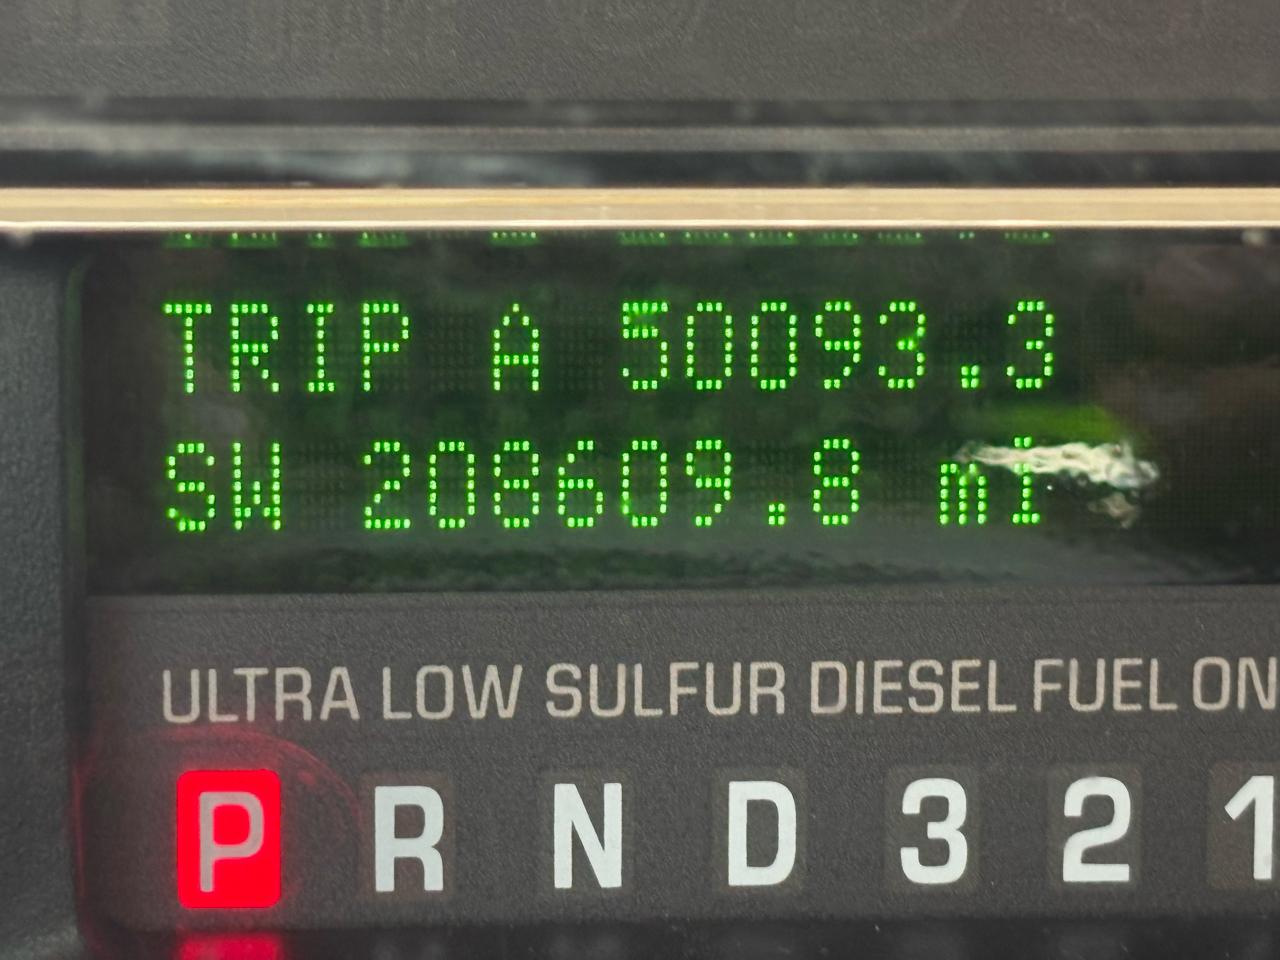 TRIP A 50093.3
SW 208609.8 mi
ULTRA LOW SULFUR DIESEL FUEL ON
P R N D 3 2 1